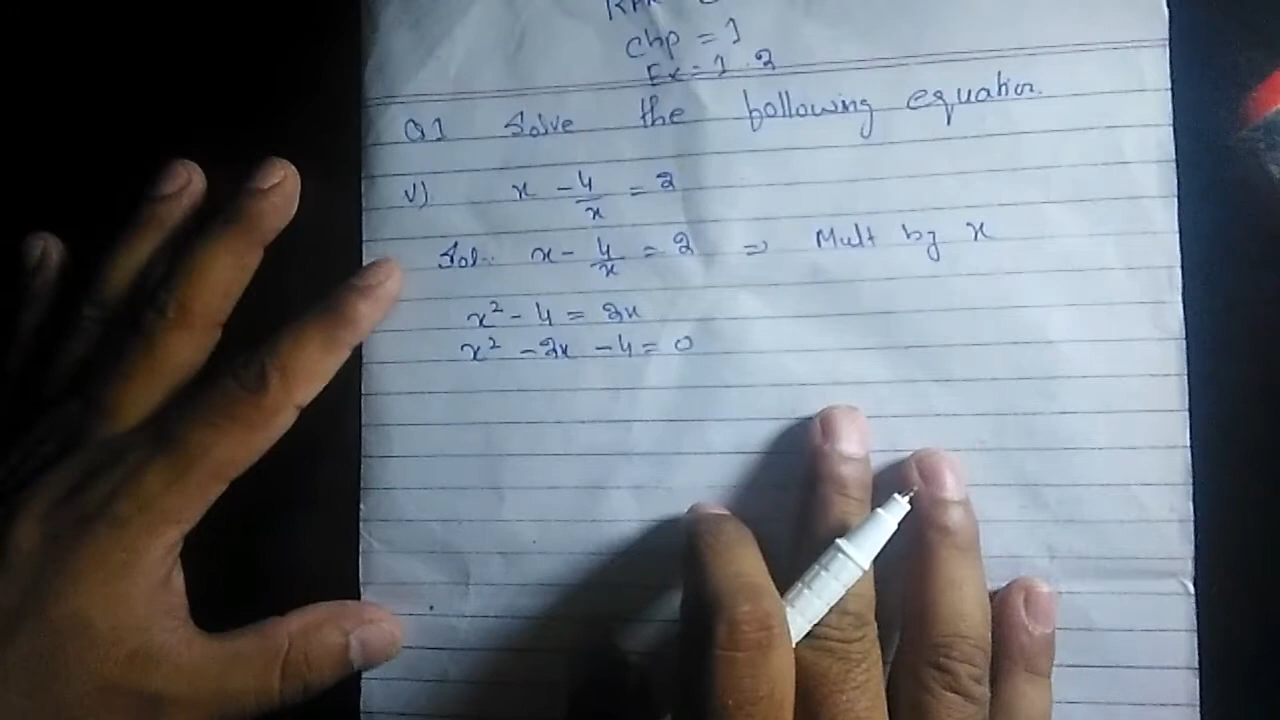 Chp = 1
Ex = 1.2
Q1 Solve the following equation.
v) x - 4/x = 2
Sol:. x - 4/x = 2 => Mult by x
x² - 4 = 2x
x² - 2x - 4 = 0